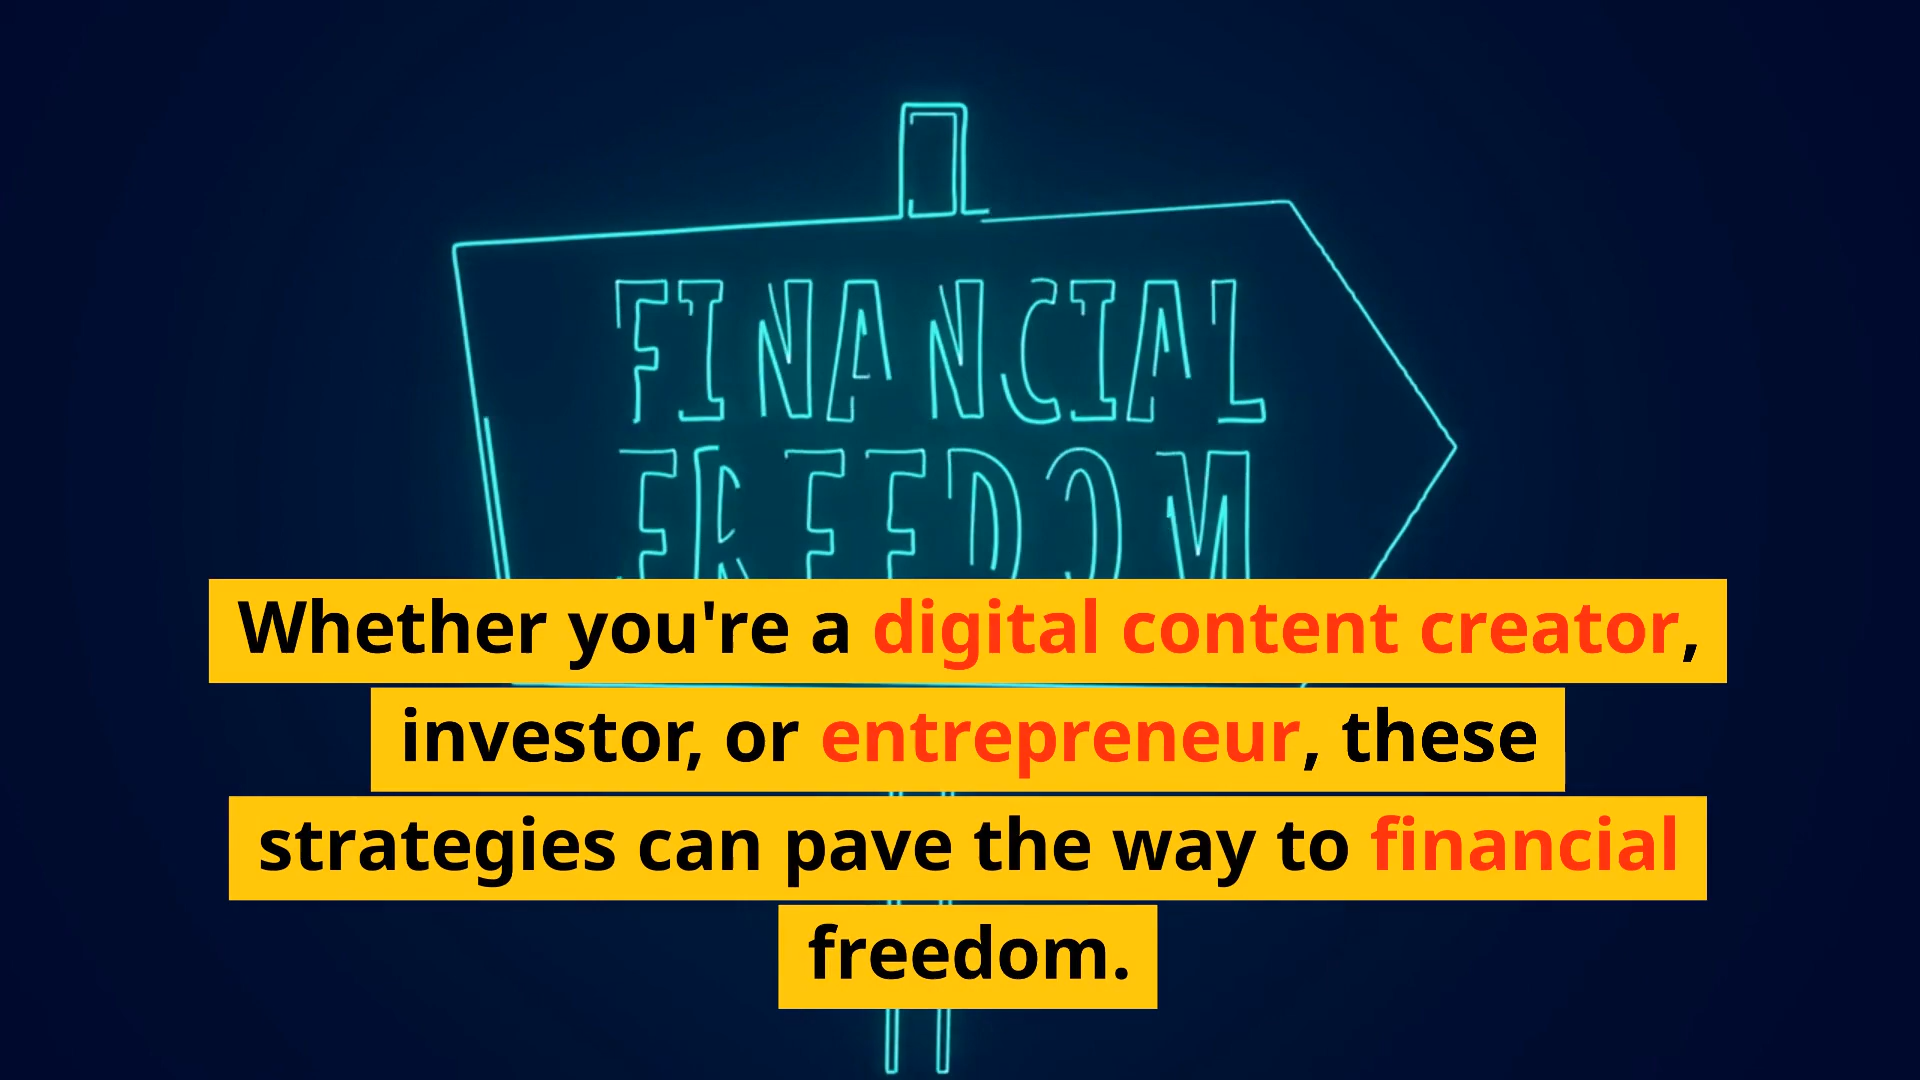 FINANCIAL
FREEDOM
Whether you're a digital content creator,
investor, or entrepreneur, these
strategies can pave the way to financial
freedom.